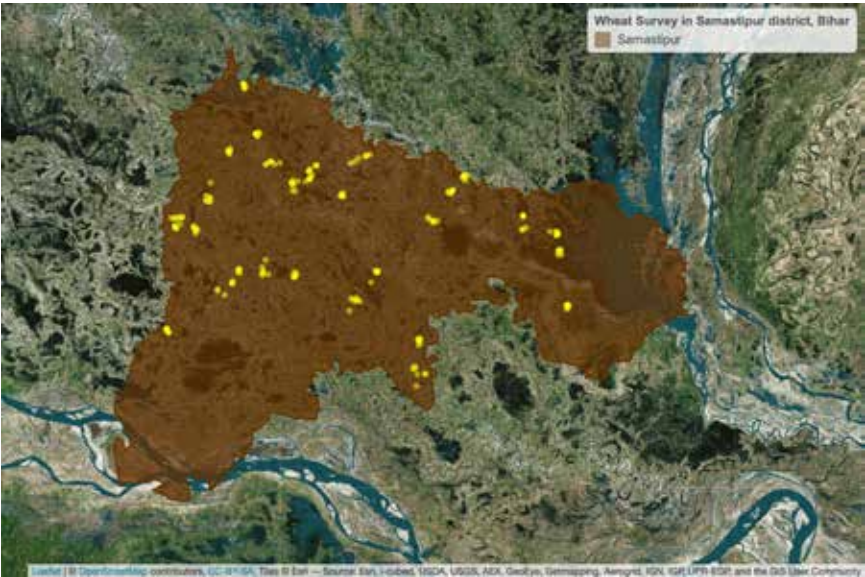 Wheat Survey in Samastipur district, Bihar
Samastipur
Leaflet | © OpenStreetMap contributors, CC-BY-SA, Tiles © Esri — Source: Esri, i-cubed, USDA, USGS, AEX, GeoEye, Getmapping, Aerogrid, IGN, IGP, UPR-EGP, and the GIS User Community